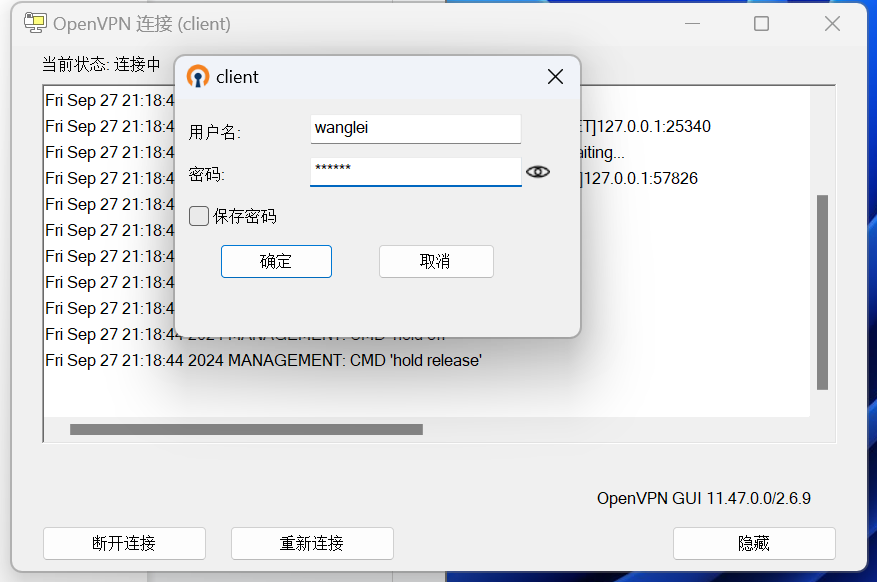 OpenVPN 连接 (client)
当前状态: 连接中
client
用户名:
wanglei
密码:
******
保存密码
确定
取消
Fri Sep 27 21:18:4
Fri Sep 27 21:18:4 ET]127.0.0.1:25340
Fri Sep 27 21:18:4 aiting...
Fri Sep 27 21:18:4 ]127.0.0.1:57826
Fri Sep 27 21:18:4
Fri Sep 27 21:18:4
Fri Sep 27 21:18:4
Fri Sep 27 21:18:4
Fri Sep 27 21:18:4
Fri Sep 27 21:18:44 2024 MANAGEMENT: CMD 'hold off'
Fri Sep 27 21:18:44 2024 MANAGEMENT: CMD 'hold release'
OpenVPN GUI 11.47.0.0/2.6.9
断开连接
重新连接
隐藏